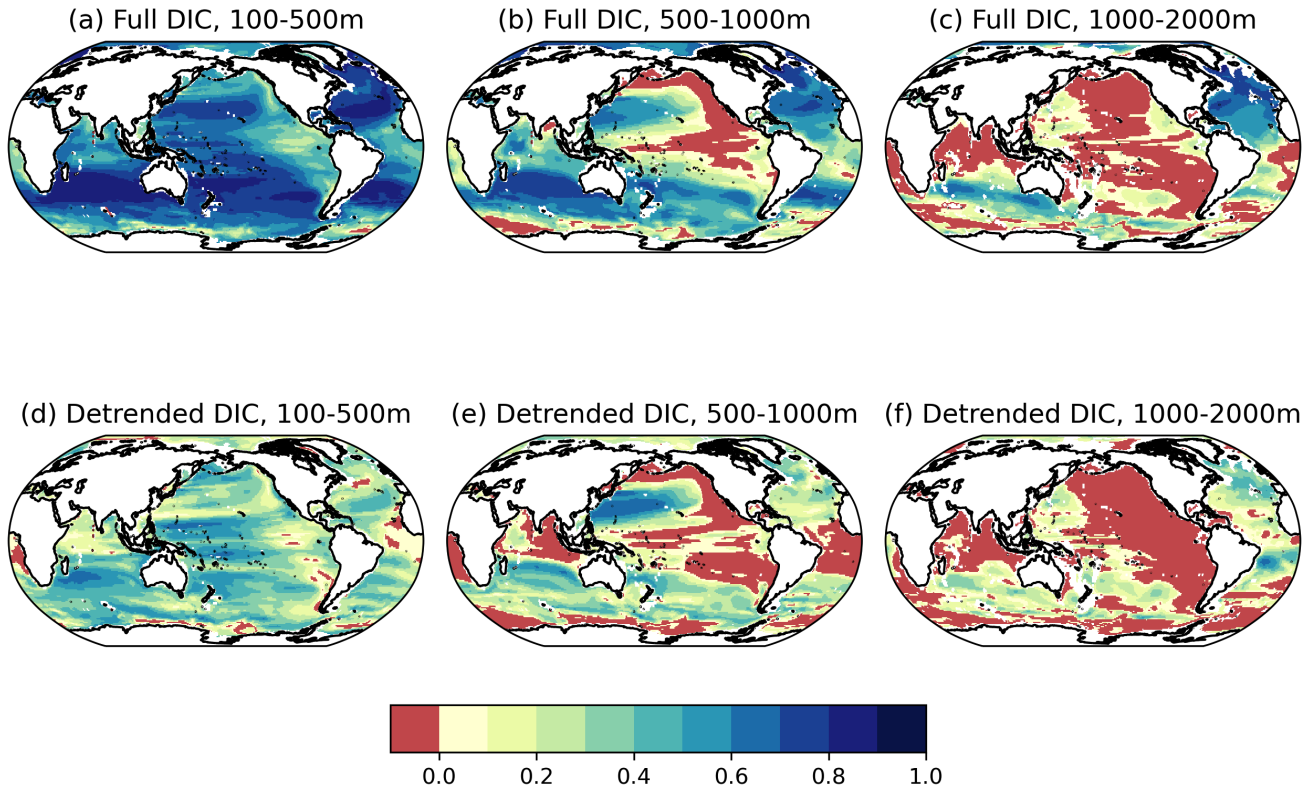 (a) Full DIC, 100-500m
(b) Full DIC, 500-1000m
(c) Full DIC, 1000-2000m
(d) Detrended DIC, 100-500m
(e) Detrended DIC, 500-1000m
(f) Detrended DIC, 1000-2000m
0.0 0.2 0.4 0.6 0.8 1.0